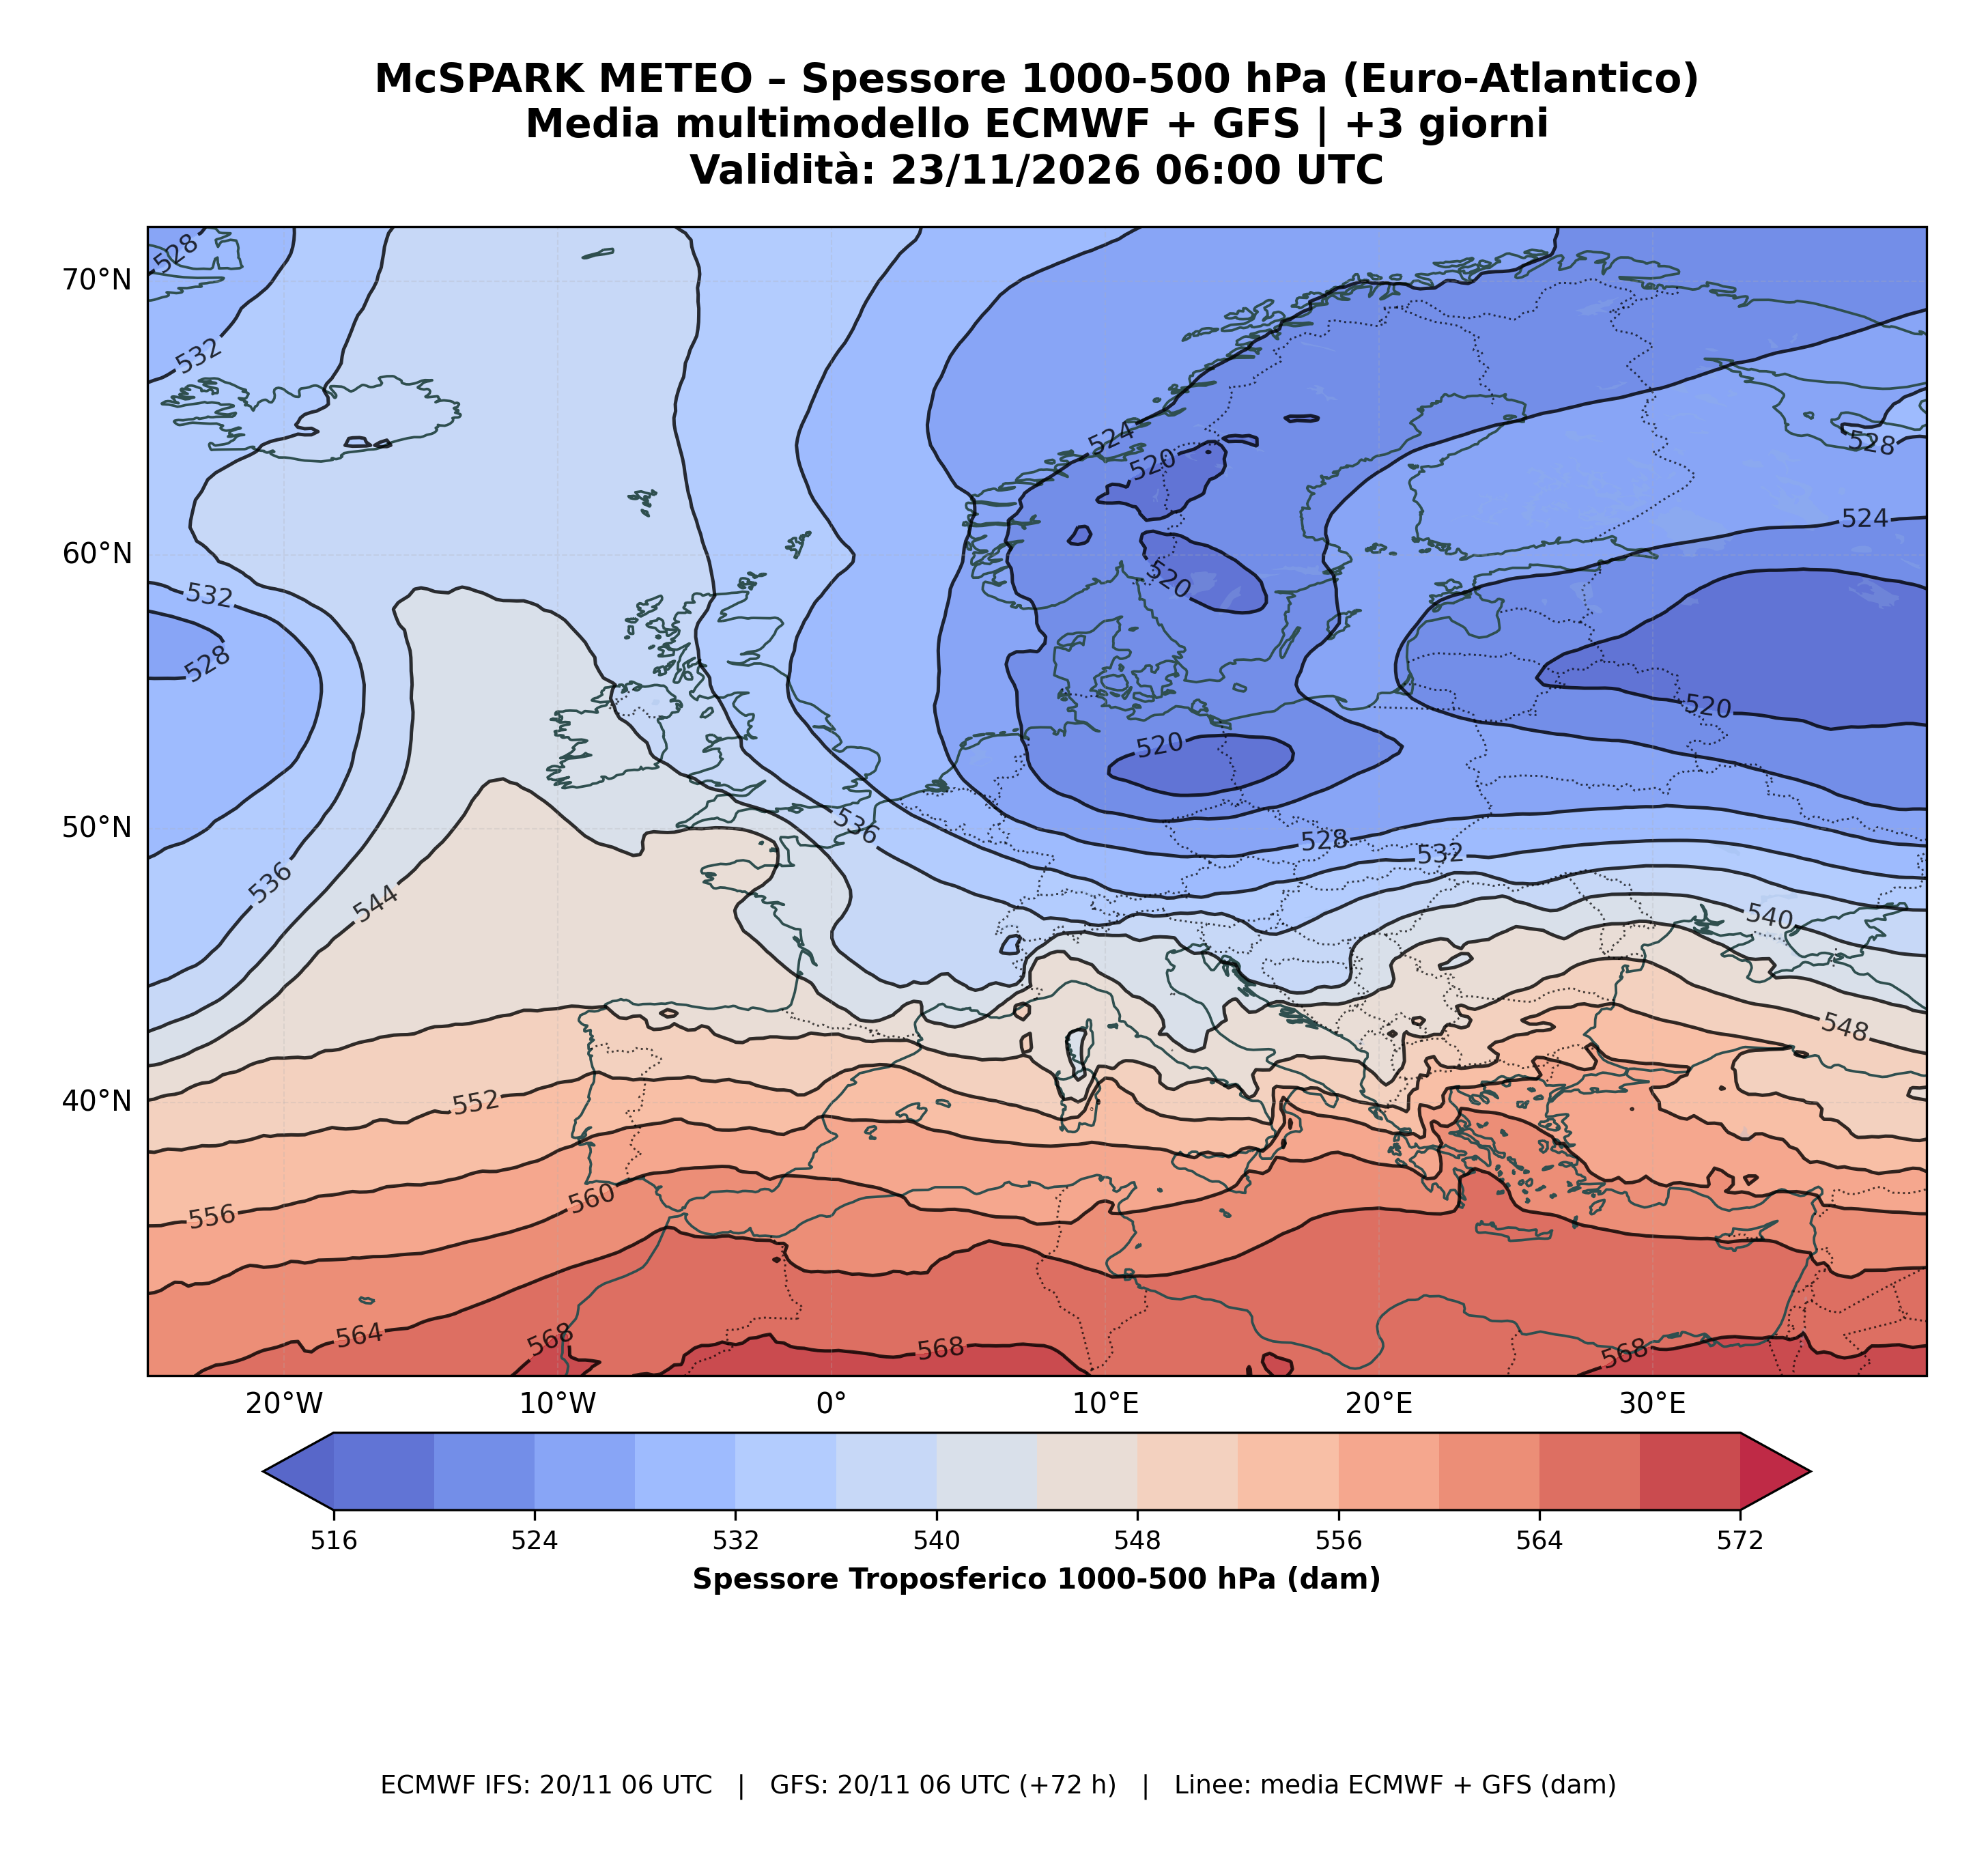 McSPARK METEO – Spessore 1000-500 hPa (Euro-Atlantico)
Media multimodello ECMWF + GFS | +3 giorni
Validità: 23/11/2026 06:00 UTC
528
70°N
532
524
528
520
524
60°N
532
520
528
520
520
536
50°N
528
532
536
544
540
548
40°N
552
556
560
564
568
568
568
20°W 10°W 0° 10°E 20°E 30°E
516 524 532 540 548 556 564 572
Spessore Troposferico 1000-500 hPa (dam)
ECMWF IFS: 20/11 06 UTC | GFS: 20/11 06 UTC (+72 h) | Linee: media ECMWF + GFS (dam)